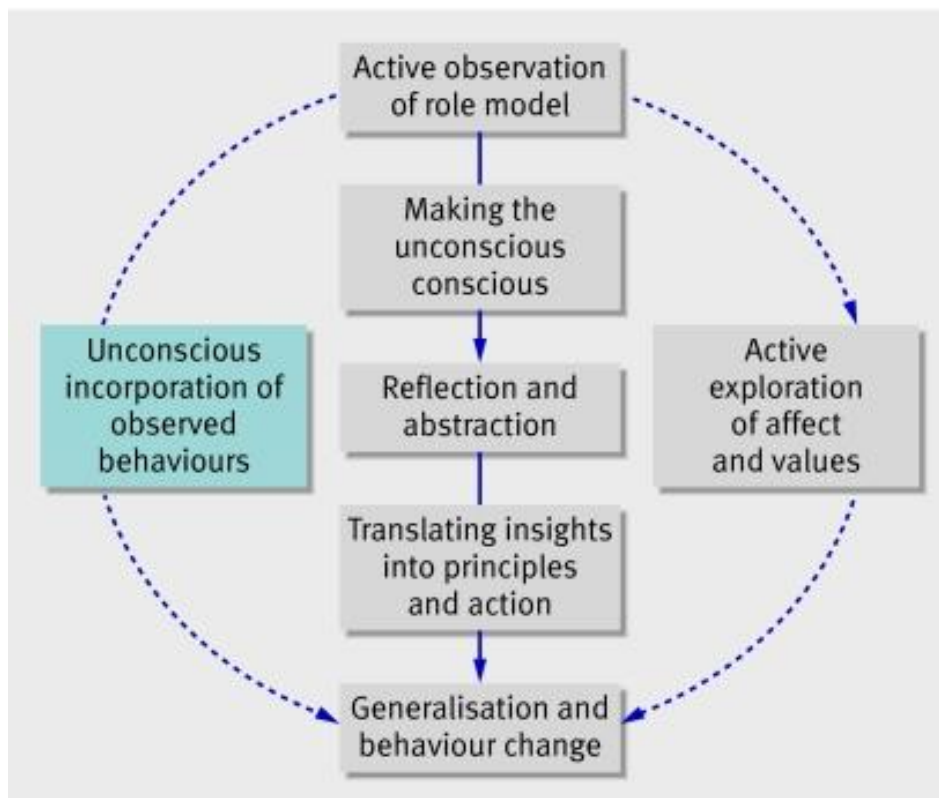 Active observation
of role model
Making the
unconscious
conscious
Unconscious
incorporation of
observed
behaviours
Reflection and
abstraction
Active
exploration
of affect
and values
Translating insights
into principles
and action
Generalisation and
behaviour change